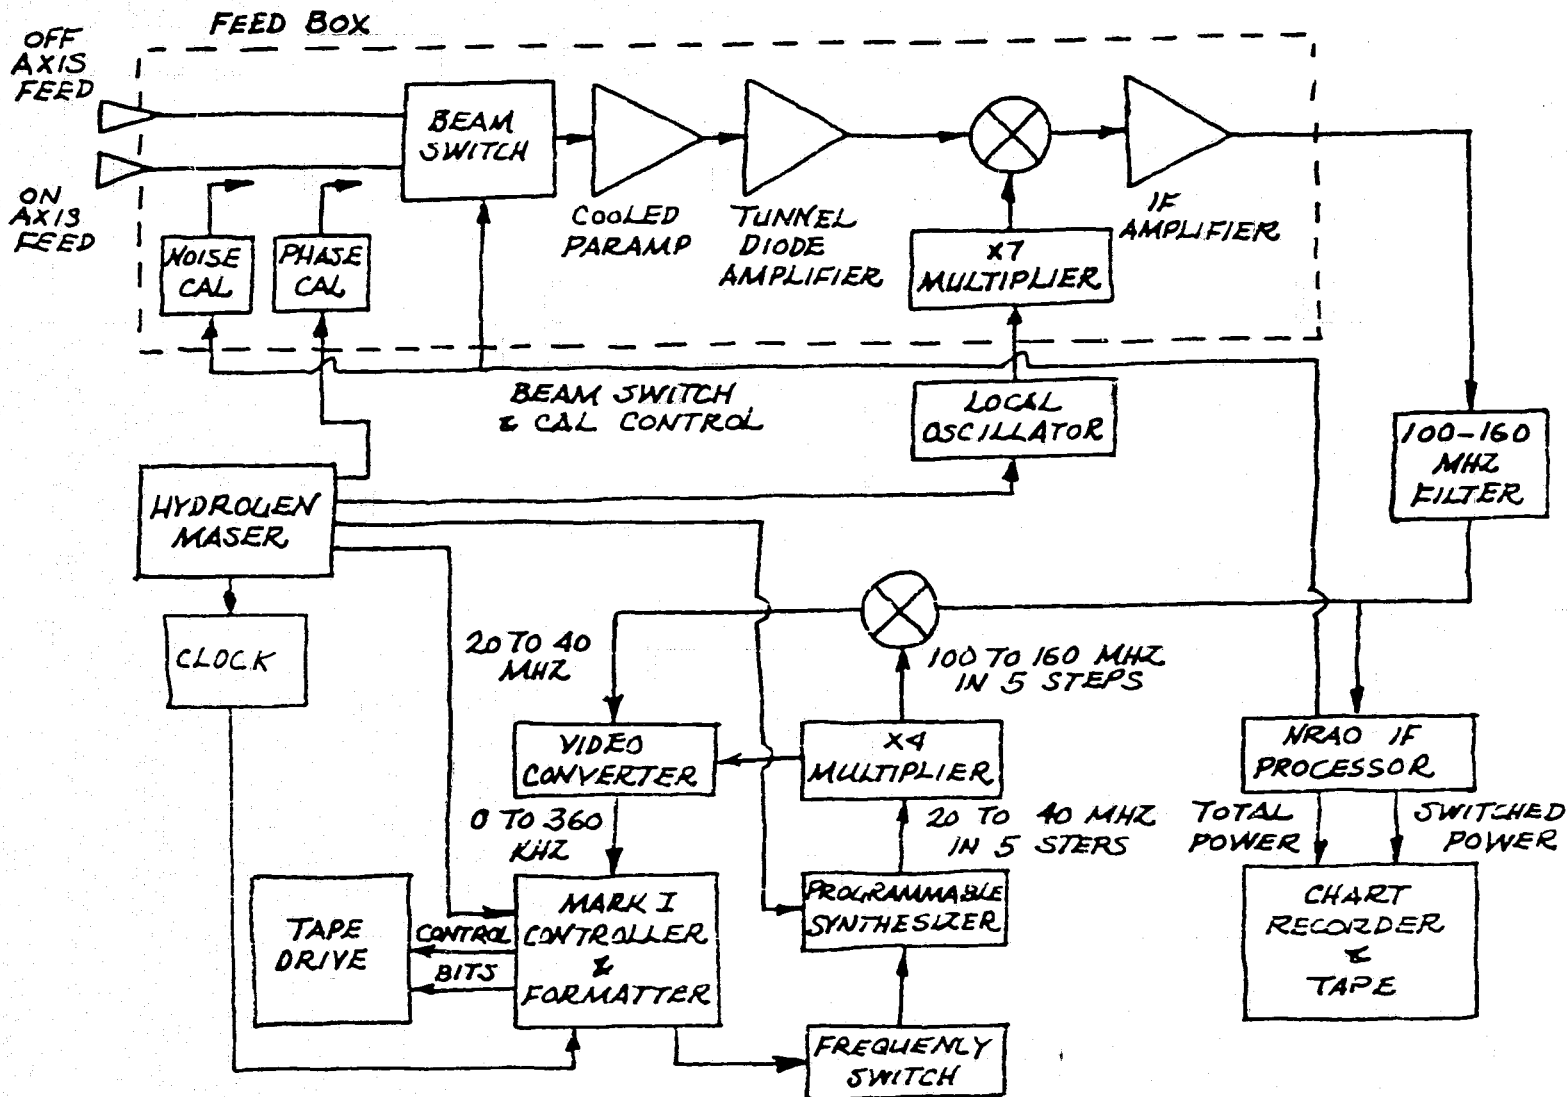 FEED BOX
OFF
AXIS
FEED
ON
AXIS
FEED
BEAM
SWITCH
NOISE
CAL
PHASE
CAL
COOLED
PARAMP
TUNNEL
DIODE
AMPLIFIER
X7
MULTIPLIER
IF
AMPLIFIER
BEAM SWITCH
& CAL CONTROL
LOCAL
OSCILLATOR
100-160
MHZ
FILTER
HYDROGEN
MASER
CLOCK
20 TO 40
MHZ
100 TO 160 MHZ
IN 5 STEPS
VIDEO
CONVERTER
X4
MULTIPLIER
NRAO IF
PROCESSOR
0 TO 360
KHZ
20 TO 40 MHZ
IN 5 STEPS
TOTAL
POWER
SWITCHED
POWER
TAPE
DRIVE
CONTROL
BITS
MARK I
CONTROLLER
&
FORMATTER
PROGRAMMABLE
SYNTHESIZER
CHART
RECORDER
&
TAPE
FREQUENLY
SWITCH